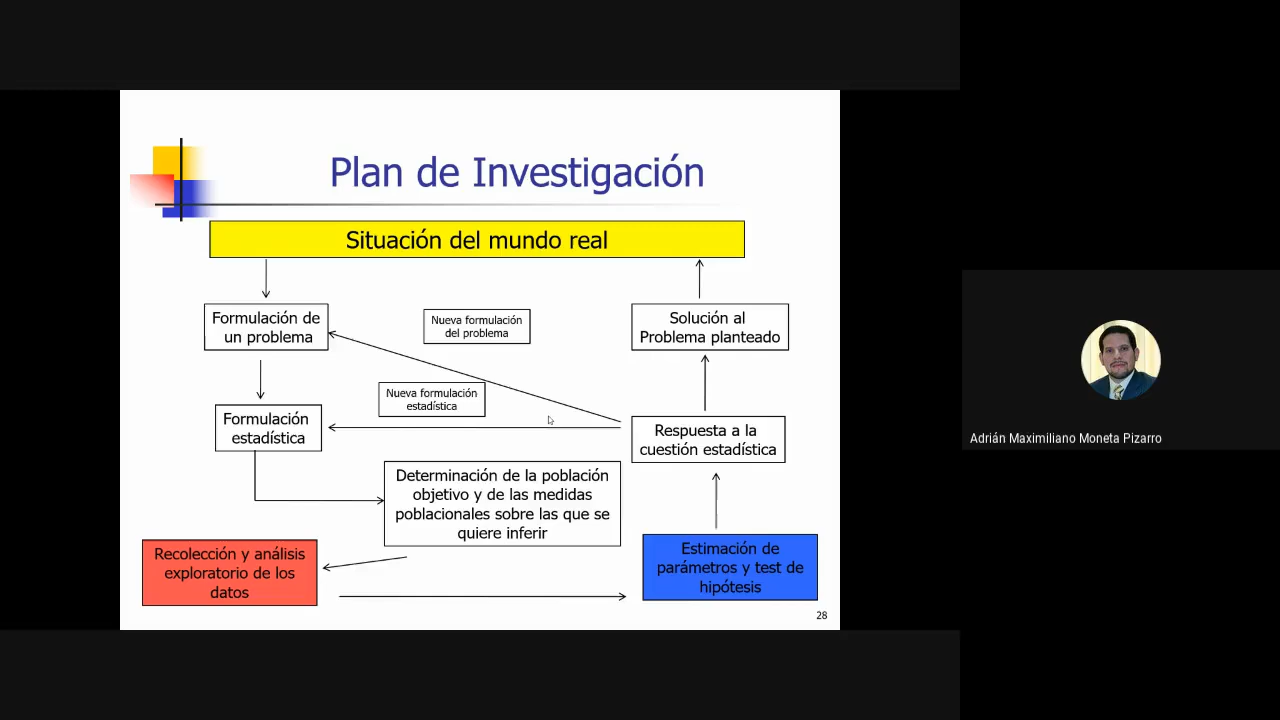 Plan de Investigación
Situación del mundo real
Formulación de
un problema
Nueva formulación
del problema
Solución al
Problema planteado
Nueva formulación
estadística
Formulación
estadística
Respuesta a la
cuestión estadística
Determinación de la población
objetivo y de las medidas
poblacionales sobre las que se
quiere inferir
Recolección y análisis
exploratorio de los
datos
Estimación de
parámetros y test de
hipótesis
28
Adrián Maximiliano Moneta Pizarro